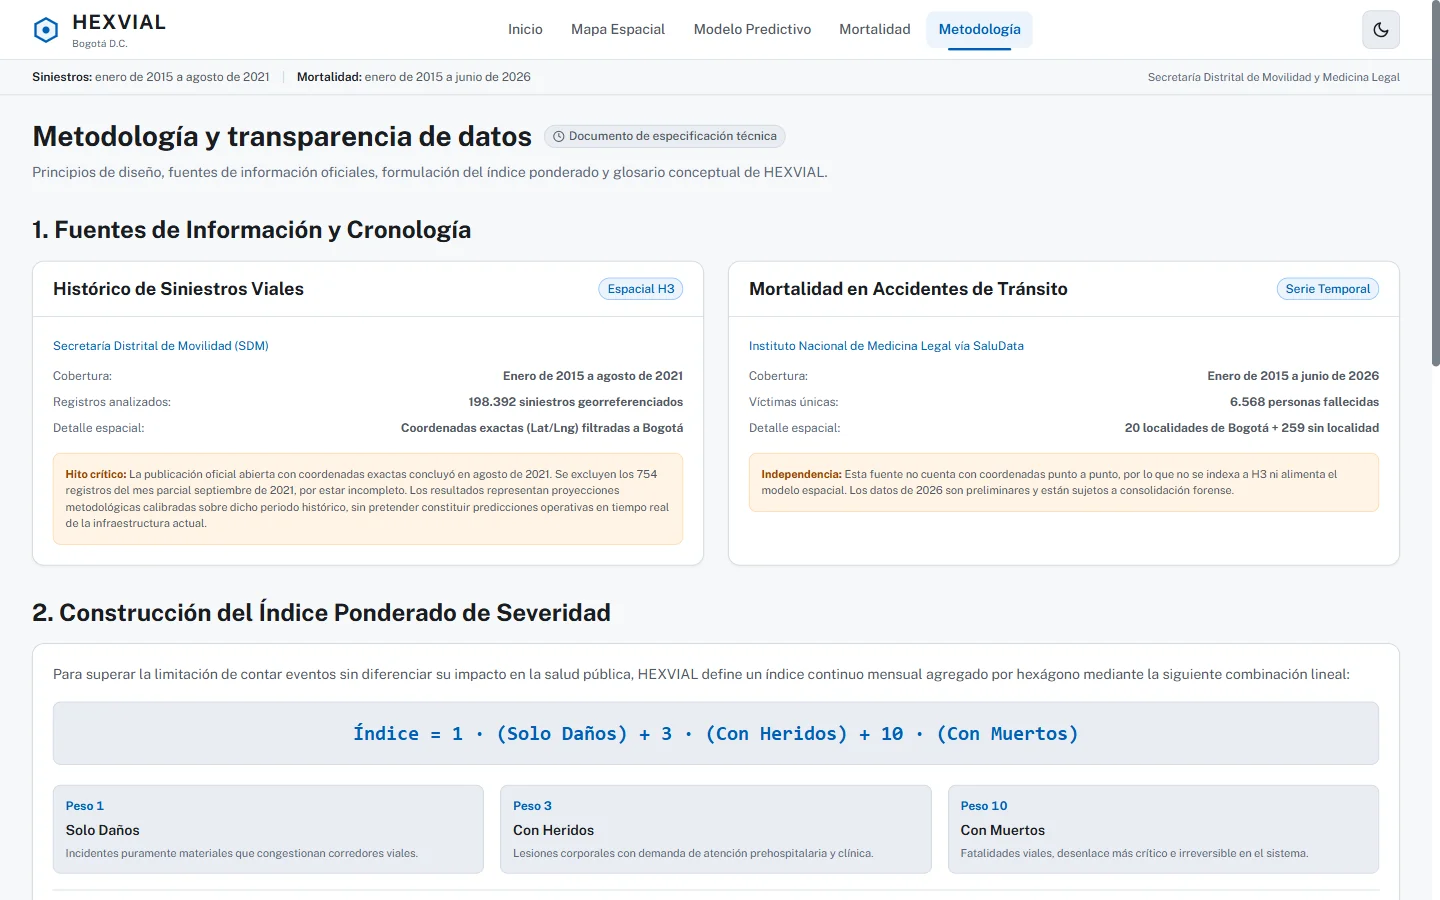 HEXVIAL
Bogotá D.C.
Inicio
Mapa Espacial
Modelo Predictivo
Mortalidad
Metodología
Siniestros: enero de 2015 a agosto de 2021
Mortalidad: enero de 2015 a junio de 2026
Secretaría Distrital de Movilidad y Medicina Legal
Metodología y transparencia de datos
Documento de especificación técnica
Principios de diseño, fuentes de información oficiales, formulación del índice ponderado y glosario conceptual de HEXVIAL.
1. Fuentes de Información y Cronología
Histórico de Siniestros Viales
Espacial H3
Secretaría Distrital de Movilidad (SDM)
Cobertura: Enero de 2015 a agosto de 2021
Registros analizados: 198.392 siniestros georreferenciados
Detalle espacial: Coordenadas exactas (Lat/Lng) filtradas a Bogotá
Hito crítico: La publicación oficial abierta con coordenadas exactas concluyó en agosto de 2021. Se excluyen los 754
registros del mes parcial septiembre de 2021, por estar incompleto. Los resultados representan proyecciones
metodológicas calibradas sobre dicho periodo histórico, sin pretender constituir predicciones operativas en tiempo real
de la infraestructura actual.
Mortalidad en Accidentes de Tránsito
Serie Temporal
Instituto Nacional de Medicina Legal vía SaluData
Cobertura: Enero de 2015 a junio de 2026
Víctimas únicas: 6.568 personas fallecidas
Detalle espacial: 20 localidades de Bogotá + 259 sin localidad
Independencia: Esta fuente no cuenta con coordenadas punto a punto, por lo que no se indexa a H3 ni alimenta el
modelo espacial. Los datos de 2026 son preliminares y están sujetos a consolidación forense.
2. Construcción del Índice Ponderado de Severidad
Para superar la limitación de contar eventos sin diferenciar su impacto en la salud pública, HEXVIAL define un índice continuo mensual agregado por hexágono mediante la siguiente combinación lineal:
Índice = 1 · (Solo Daños) + 3 · (Con Heridos) + 10 · (Con Muertos)
Peso 1
Solo Daños
Incidentes puramente materiales que congestionan corredores viales.
Peso 3
Con Heridos
Lesiones corporales con demanda de atención prehospitalaria y clínica.
Peso 10
Con Muertos
Fatalidades viales, desenlace más crítico e irreversible en el sistema.